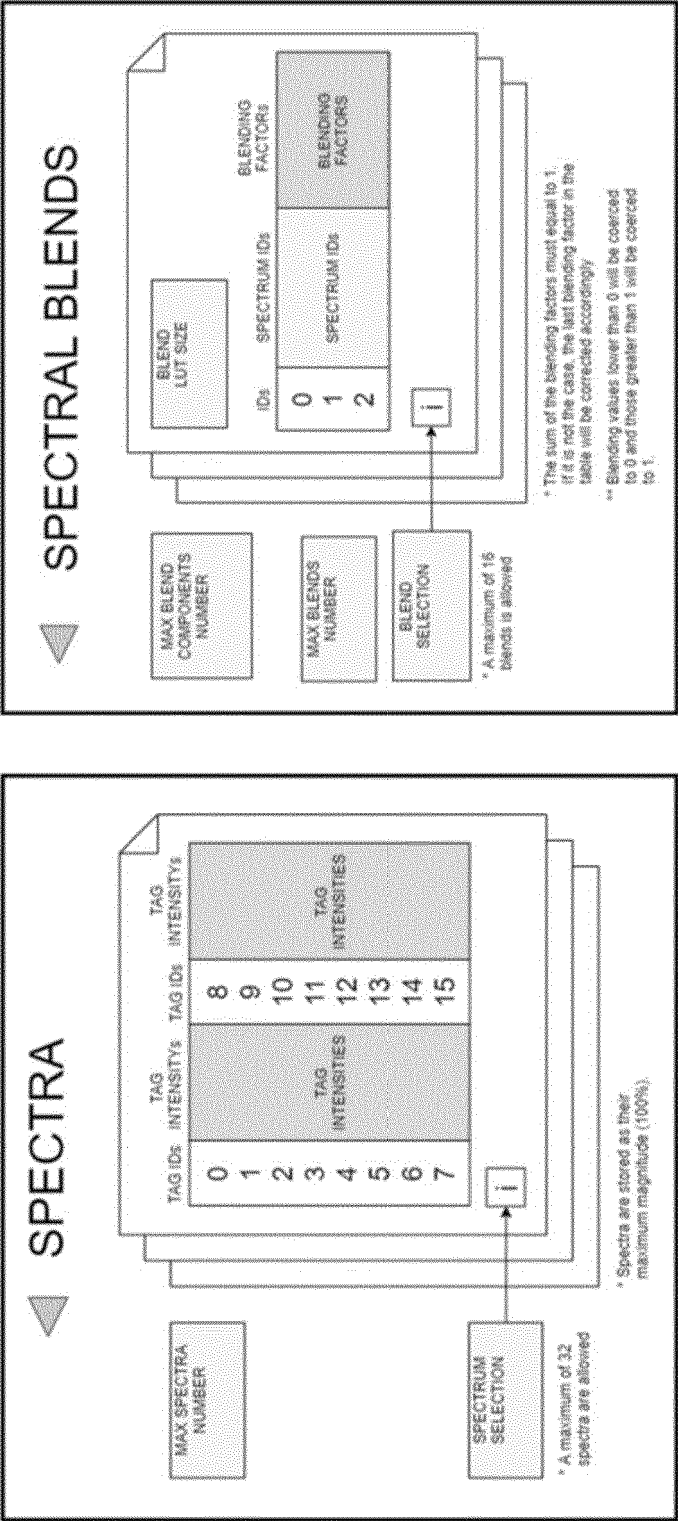 SPECTRA
MAX SPECTRA
NUMBER
TAG IDs
TAG
INTENSITYs
TAG IDs
TAG
INTENSITYs
0
1
2
3
4
5
6
7
TAG
INTENSITIES
8
9
10
11
12
13
14
15
TAG
INTENSITIES
SPECTRUM
SELECTION
i
* A maximum of 32
spectra are allowed
* Spectra are stored as their
maximum magnitude (100%).
SPECTRAL BLENDS
MAX BLEND
COMPONENTS
NUMBER
BLEND
LUT SIZE
MAX BLENDS
NUMBER
IDs
SPECTRUM IDs
BLENDING
FACTORs
0
1
2
SPECTRUM IDs
BLENDING
FACTORS
BLEND
SELECTION
i
* A maximum of 16
blends is allowed
* The sum of the blending factors must equal to 1.
If it is not the case, the last blending factor in the
table will be corrected accordingly
** Blending values lower than 0 will be coerced
to 0 and those greater than 1 will be coerced
to 1.